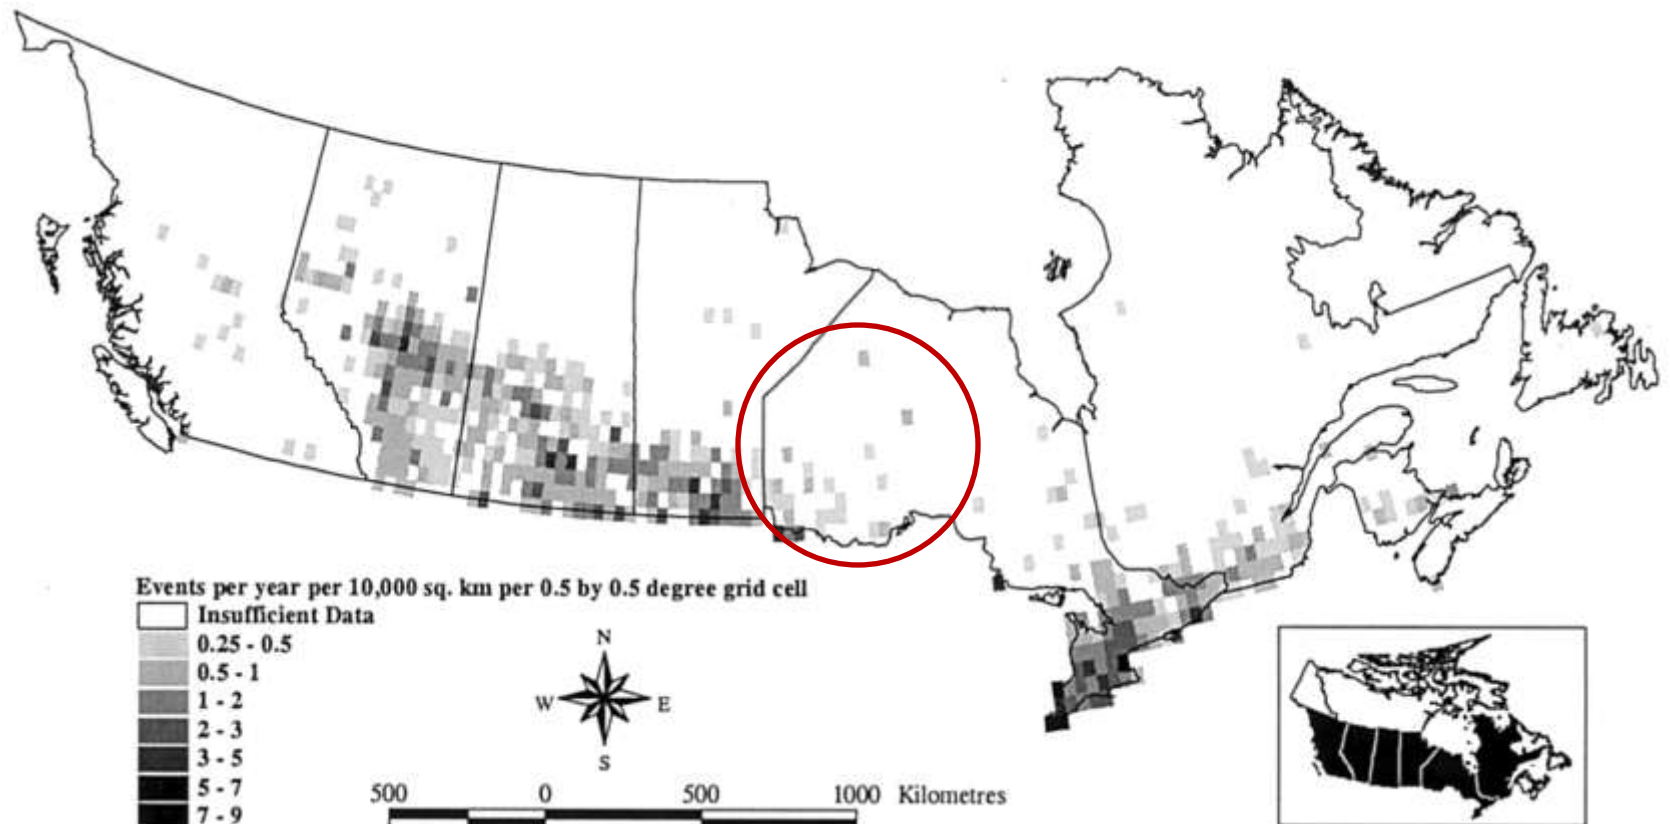 Events per year per 10,000 sq. km per 0.5 by 0.5 degree grid cell
Insufficient Data
0.25 - 0.5
0.5 - 1
1 - 2
2 - 3
3 - 5
5 - 7
7 - 9
N
W
E
S
500
0
500
1000
Kilometres